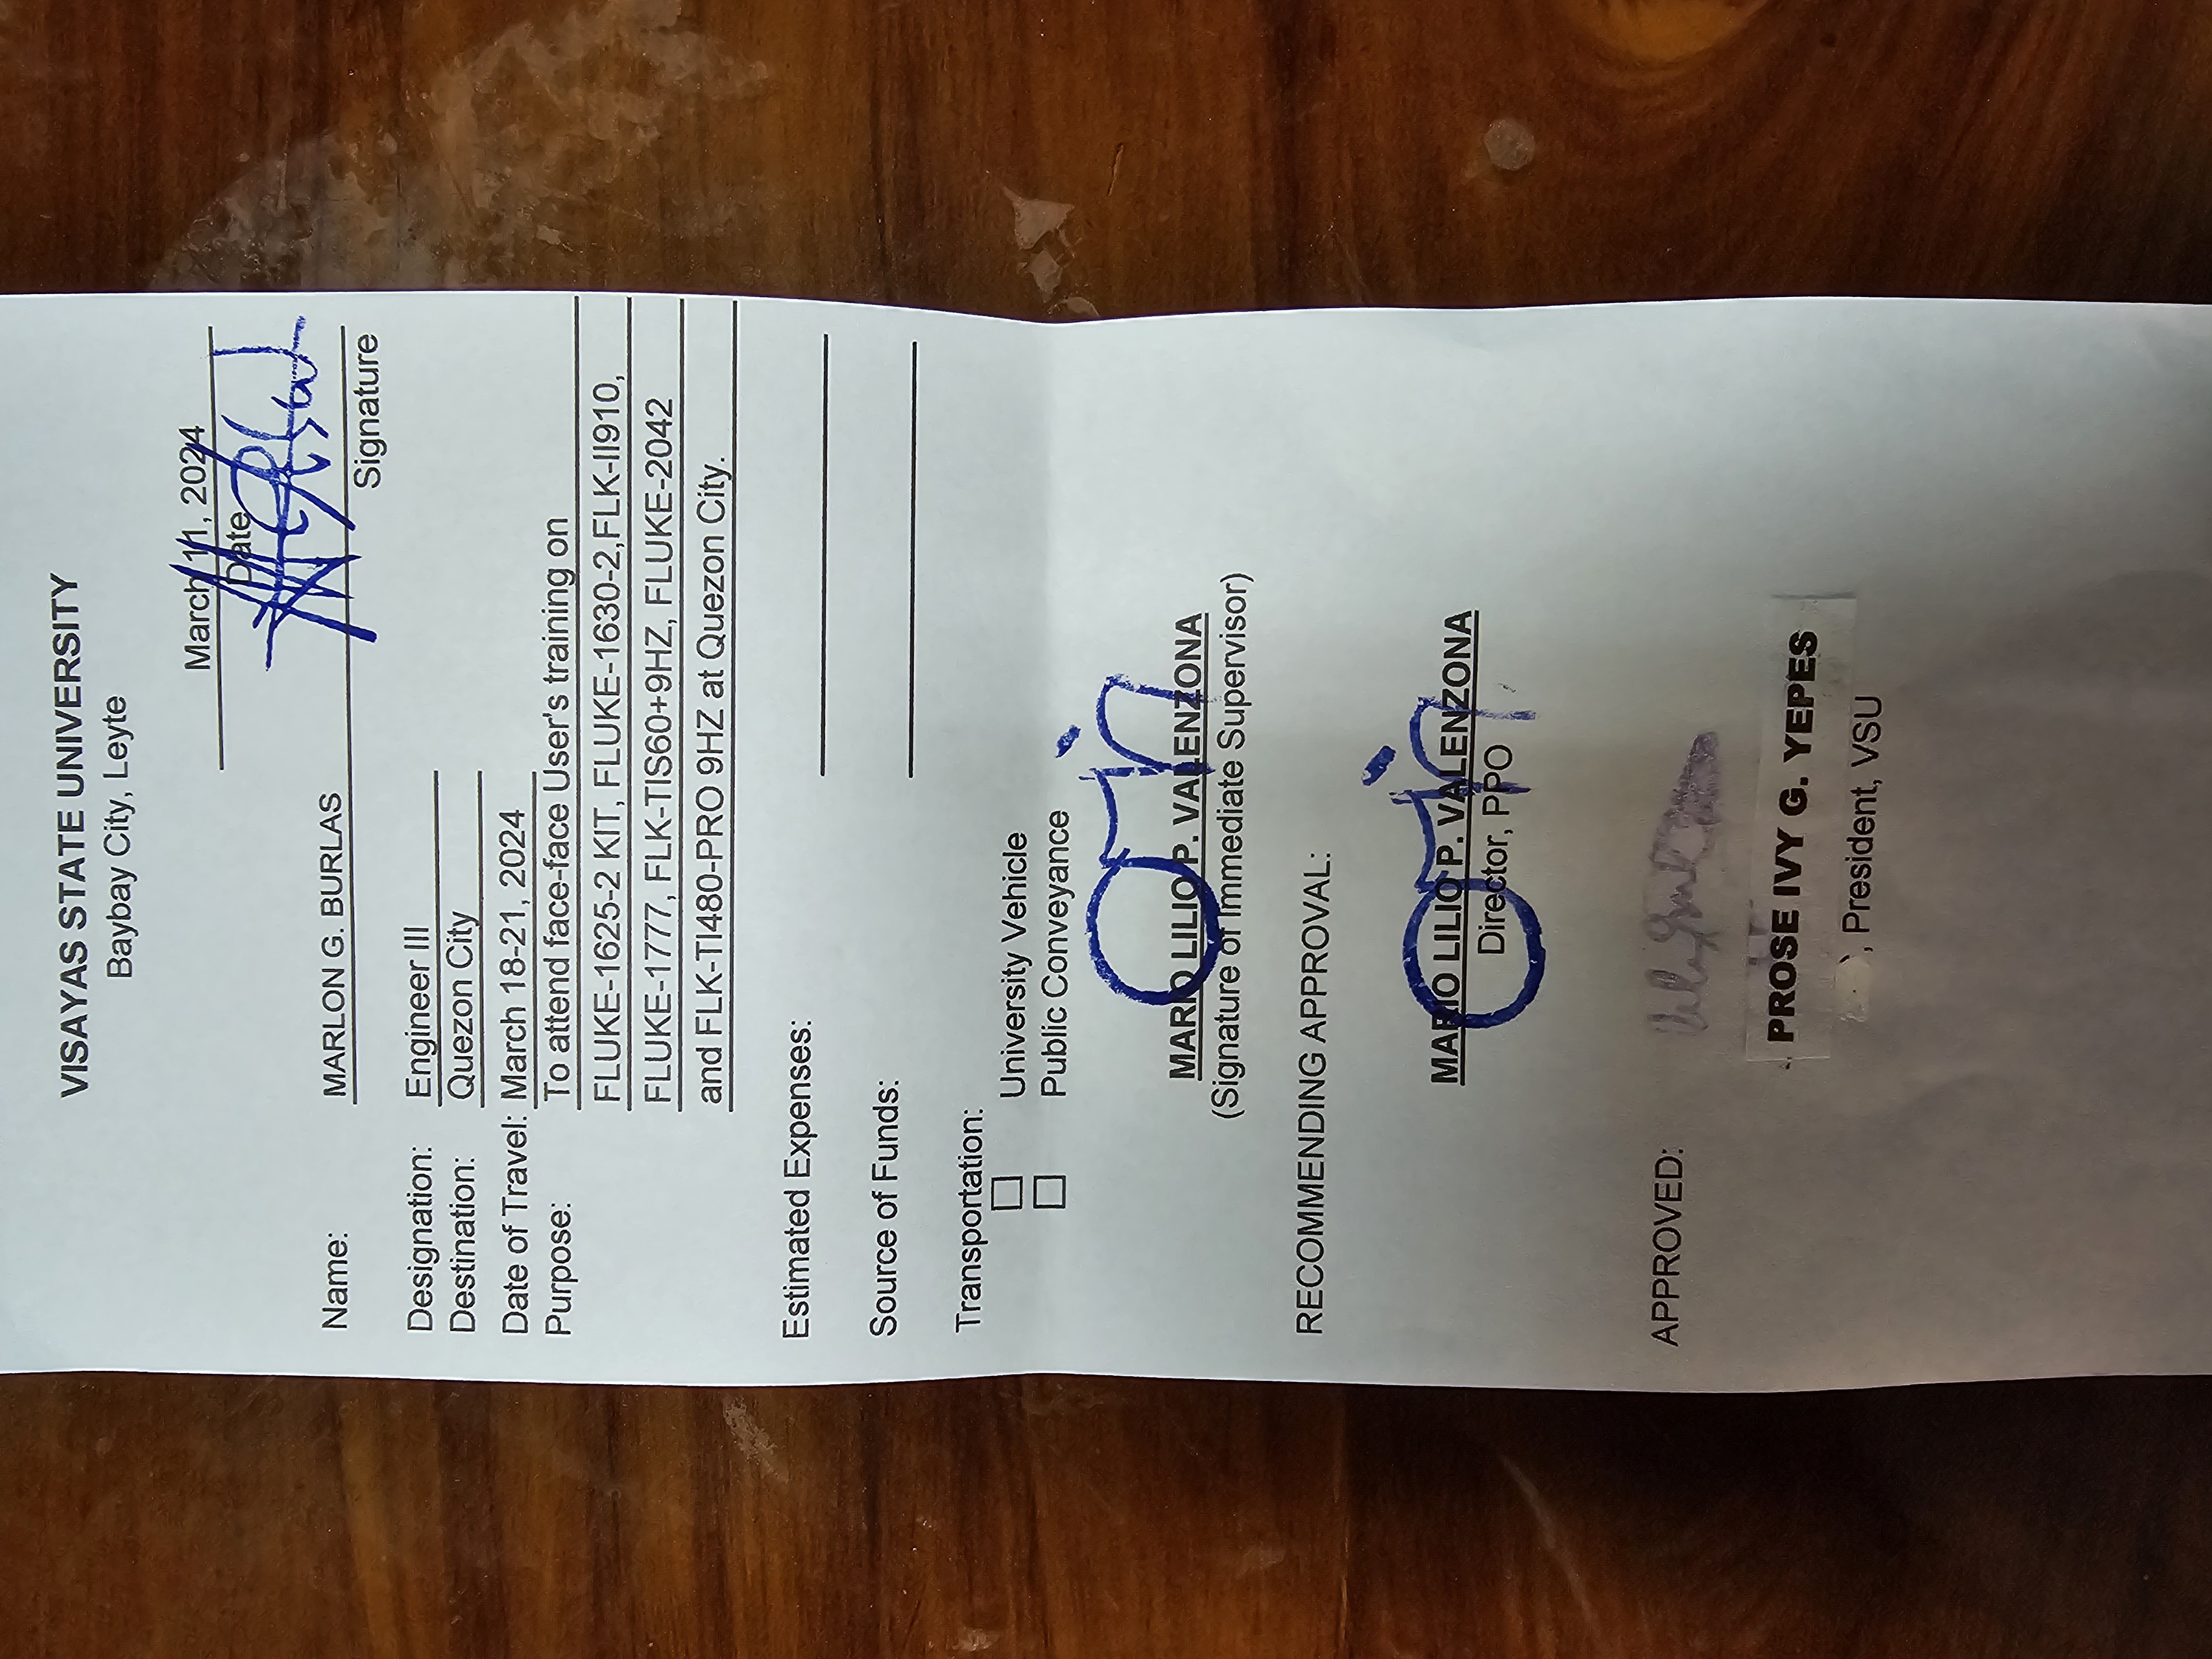 VISAYAS STATE UNIVERSITY
Baybay City, Leyte
March 11, 2024
Date
Name: MARLON G. BURLAS
Signature
Designation: Engineer III
Destination: Quezon City
Date of Travel: March 18-21, 2024
Purpose: To attend face-face User's training on
FLUKE-1625-2 KIT, FLUKE-1630-2,FLK-II910,
FLUKE-1777, FLK-TIS60+9HZ, FLUKE-2042
and FLK-TI480-PRO 9HZ at Quezon City.
Estimated Expenses:
Source of Funds:
Transportation:
University Vehicle
Public Conveyance
MARIO LILIO P. VALENZONA
(Signature of Immediate Supervisor)
RECOMMENDING APPROVAL:
MARIO LILIO P. VALENZONA
Director, PPO
APPROVED:
PROSE IVY G. YEPES
, President, VSU